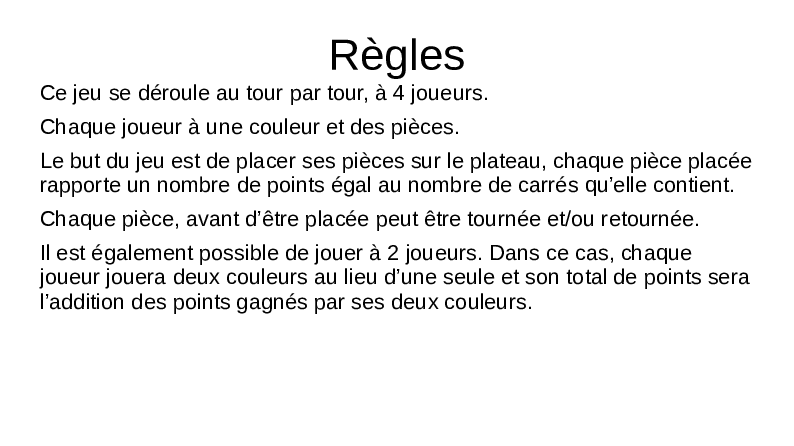 Règles
Ce jeu se déroule au tour par tour, à 4 joueurs.
Chaque joueur à une couleur et des pièces.
Le but du jeu est de placer ses pièces sur le plateau, chaque pièce placée
rapporte un nombre de points égal au nombre de carrés qu’elle contient.
Chaque pièce, avant d’être placée peut être tournée et/ou retournée.
Il est également possible de jouer à 2 joueurs. Dans ce cas, chaque
joueur jouera deux couleurs au lieu d’une seule et son total de points sera
l’addition des points gagnés par ses deux couleurs.